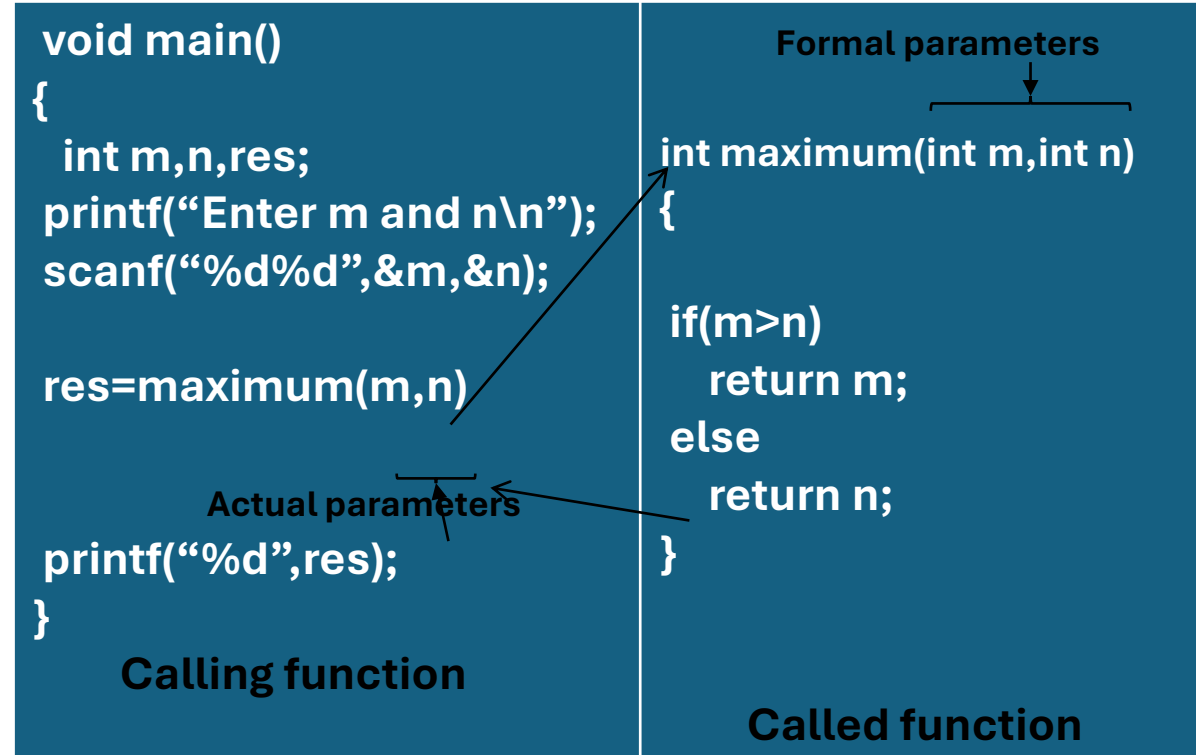 void main()
{
int m,n,res;
printf(“Enter m and n\n”);
scanf(“%d%d”,&m,&n);
res=maximum(m,n)
Actual parameters
printf(“%d”,res);
}
Calling function
Formal parameters
int maximum(int m,int n)
{
if(m>n)
return m;
else
return n;
}
Called function